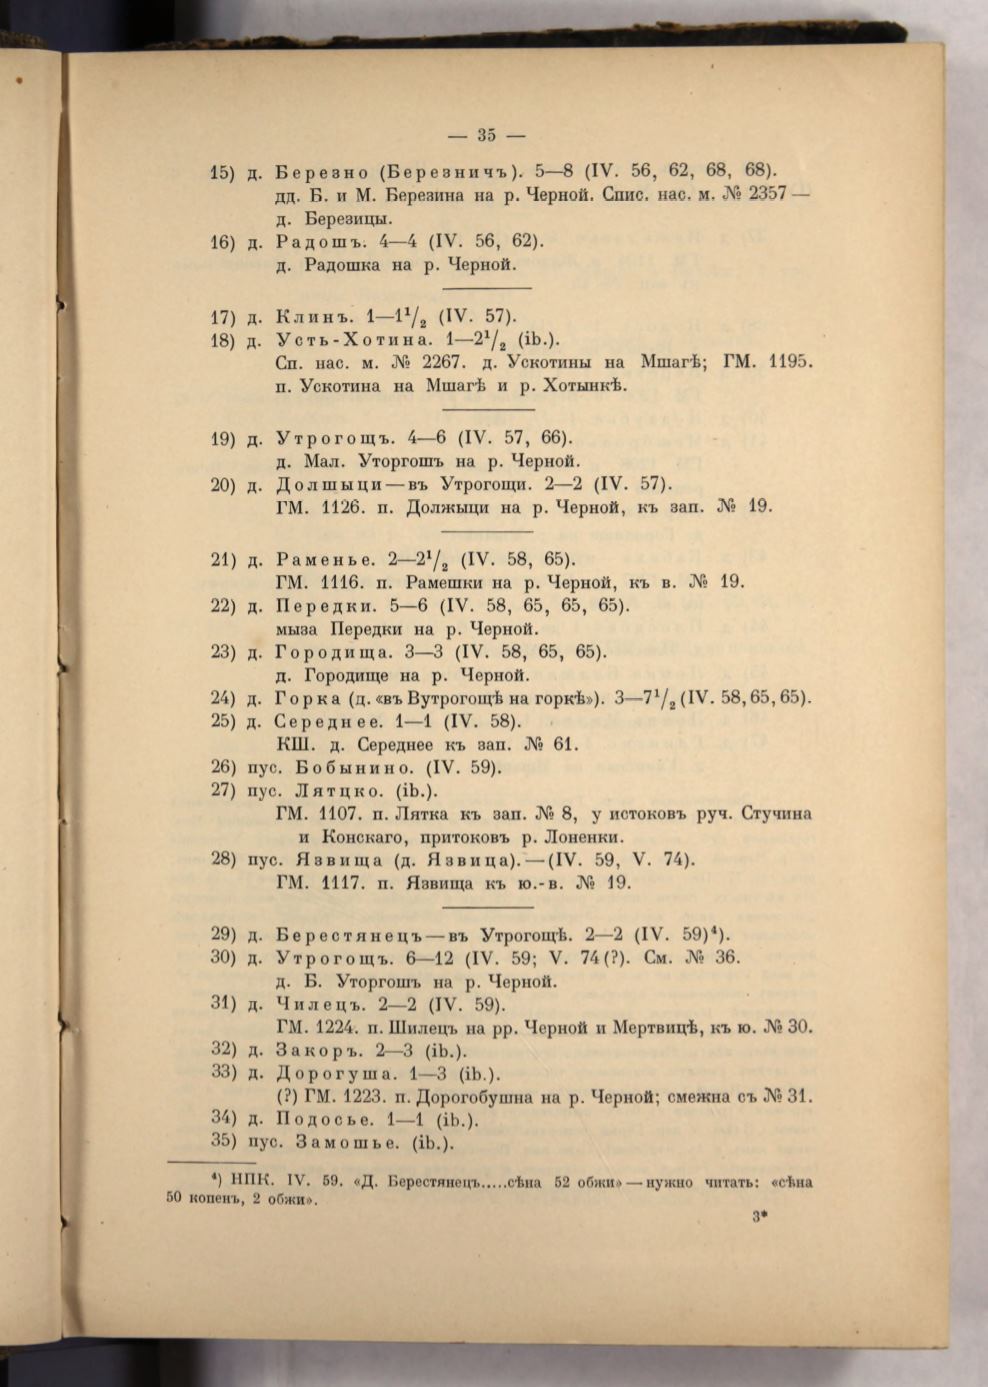 — 35 —
15) д. Березно (Березничъ). 5—8 (IV. 56, 62, 68, 68).
дд. Б. и М. Березина на р. Черной. Спис. нас. м. № 2357 —
д. Березицы.
16) д. Радошъ. 4—4 (IV. 56, 62).
д. Радошка на р. Черной.
17) д. Клинъ. 1—1¹/₂ (IV. 57).
18) д. Усть-Хотина. 1—2¹/₂ (ib.).
Сп. нас. м. № 2267. д. Ускотины на Мшагѣ; ГМ. 1195.
п. Ускотина на Мшагѣ и р. Хотынкѣ.
19) д. Утрогощъ. 4—6 (IV. 57, 66).
д. Мал. Уторгошъ на р. Черной.
20) д. Долшыци — въ Утрогощи. 2—2 (IV. 57).
ГМ. 1126. п. Должыци на р. Черной, къ зап. № 19.
21) д. Раменье. 2—2¹/₂ (IV. 58, 65).
ГМ. 1116. п. Рамешки на р. Черной, къ в. № 19.
22) д. Передки. 5—6 (IV. 58, 65, 65, 65).
мыза Передки на р. Черной.
23) д. Городища. 3—3 (IV. 58, 65, 65).
д. Городище на р. Черной.
24) д. Горка (д. «въ Вутрогощѣ на горкѣ»). 3—7¹/₂ (IV. 58, 65, 65).
25) д. Середнее. 1—1 (IV. 58).
КШ. д. Середнее къ зап. № 61.
26) пус. Бобынино. (IV. 59).
27) пус. Лятцко. (ib.).
ГМ. 1107. п. Лятка къ зап. № 8, у истоковъ руч. Стучина
и Конскаго, притоковъ р. Лоненки.
28) пус. Язвища (д. Язвица). — (IV. 59, V. 74).
ГМ. 1117. п. Язвища къ ю.-в. № 19.
29) д. Берестянецъ — въ Утрогощѣ. 2—2 (IV. 59)⁴).
30) д. Утрогощъ. 6—12 (IV. 59; V. 74 (?). См. № 36.
д. Б. Уторгошъ на р. Черной.
31) д. Чилецъ. 2—2 (IV. 59).
ГМ. 1224. п. Шилецъ на рр. Черной и Мертвицѣ, къ ю. № 30.
32) д. Закоръ. 2—3 (ib.).
33) д. Дорогуша. 1—3 (ib.).
(?) ГМ. 1223. п. Дорогобушна на р. Черной; смежна съ № 31.
34) д. Подосье. 1—1 (ib.).
35) пус. Замошье. (ib.).
⁴) НПК. IV. 59. «Д. Берестянецъ.....сѣна 52 обжи» — нужно читать: «сѣна
50 копенъ, 2 обжи».
3*